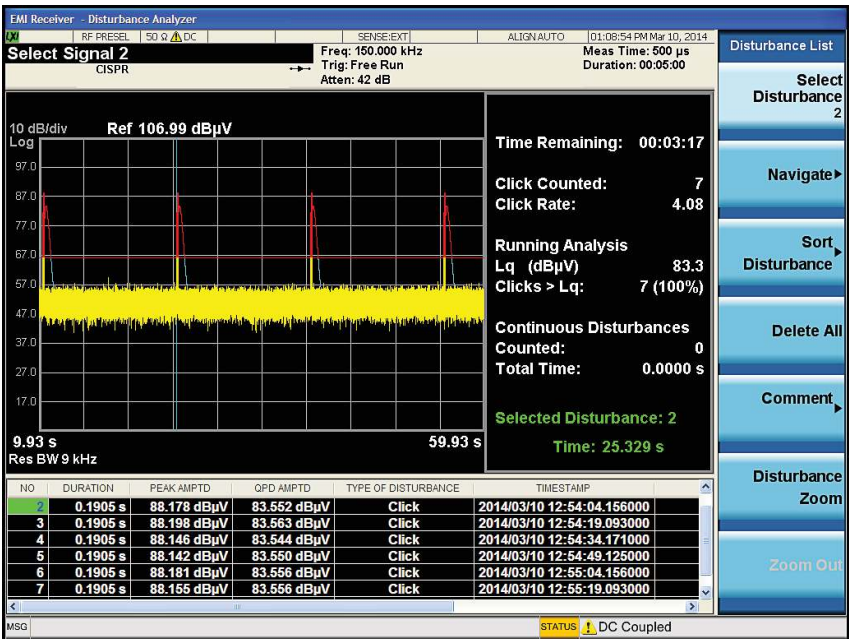 EMI Receiver - Disturbance Analyzer
LXI RF PRESEL 50 Ω DC SENSE:EXT ALIGN AUTO 01:08:54 PM Mar 10, 2014
Select Signal 2
CISPR
Freq: 150.000 kHz
Trig: Free Run
Atten: 42 dB
Meas Time: 500 µs
Duration: 00:05:00
10 dB/div Ref 106.99 dBµV
Log
97.0
87.0
77.0
67.0
57.0
47.0
37.0
27.0
17.0
9.93 s 59.93 s
Res BW 9 kHz
Time Remaining: 00:03:17
Click Counted: 7
Click Rate: 4.08
Running Analysis
Lq (dBµV) 83.3
Clicks > Lq: 7 (100%)
Continuous Disturbances
Counted: 0
Total Time: 0.0000 s
Selected Disturbance: 2
Time: 25.329 s
NO DURATION PEAK AMPTD QPD AMPTD TYPE OF DISTURBANCE TIMESTAMP
2 0.1905 s 88.178 dBµV 83.552 dBµV Click 2014/03/10 12:54:04.156000
3 0.1905 s 88.198 dBµV 83.563 dBµV Click 2014/03/10 12:54:19.093000
4 0.1905 s 88.146 dBµV 83.544 dBµV Click 2014/03/10 12:54:34.171000
5 0.1905 s 88.142 dBµV 83.550 dBµV Click 2014/03/10 12:54:49.125000
6 0.1905 s 88.181 dBµV 83.556 dBµV Click 2014/03/10 12:55:04.156000
7 0.1905 s 88.155 dBµV 83.556 dBµV Click 2014/03/10 12:55:19.093000
MSG STATUS DC Coupled
Disturbance List
Select
Disturbance
2
Navigate
Sort
Disturbance
Delete All
Comment
Disturbance
Zoom
Zoom Out